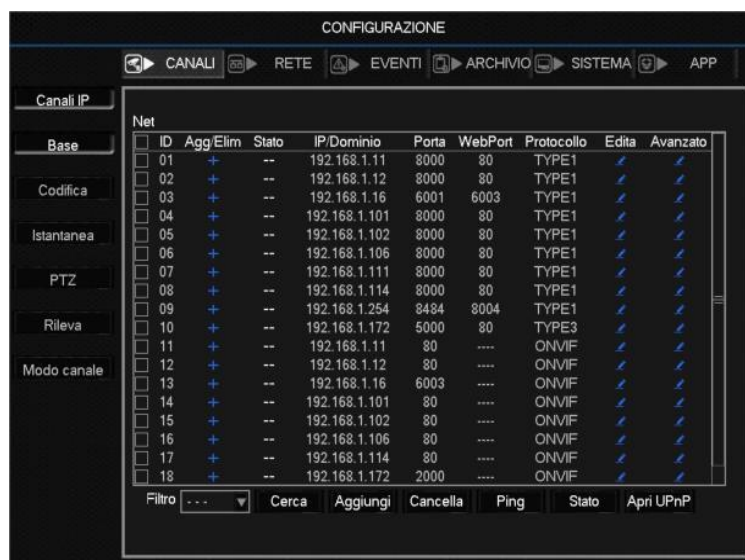 CONFIGURAZIONE
CANALI RETE EVENTI ARCHIVIO SISTEMA APP
Canali IP
Base
Codifica
Istantanea
PTZ
Rileva
Modo canale
Net
ID Agg/Elim Stato IP/Dominio Porta WebPort Protocollo Edita Avanzato
01 + -- 192.168.1.11 8000 80 TYPE1
02 + -- 192.168.1.12 8000 80 TYPE1
03 + -- 192.168.1.16 6001 6003 TYPE1
04 + -- 192.168.1.101 8000 80 TYPE1
05 + -- 192.168.1.102 8000 80 TYPE1
06 + -- 192.168.1.106 8000 80 TYPE1
07 + -- 192.168.1.111 8000 80 TYPE1
08 + -- 192.168.1.114 8000 80 TYPE1
09 + -- 192.168.1.254 8484 8004 TYPE1
10 + -- 192.168.1.172 5000 80 TYPE3
11 + -- 192.168.1.11 80 ---- ONVIF
12 + -- 192.168.1.12 80 ---- ONVIF
13 + -- 192.168.1.16 6003 ---- ONVIF
14 + -- 192.168.1.101 80 ---- ONVIF
15 + -- 192.168.1.102 80 ---- ONVIF
16 + -- 192.168.1.106 80 ---- ONVIF
17 + -- 192.168.1.114 80 ---- ONVIF
18 + -- 192.168.1.172 2000 ---- ONVIF
Filtro - - - Cerca Aggiungi Cancella Ping Stato Apri UPnP